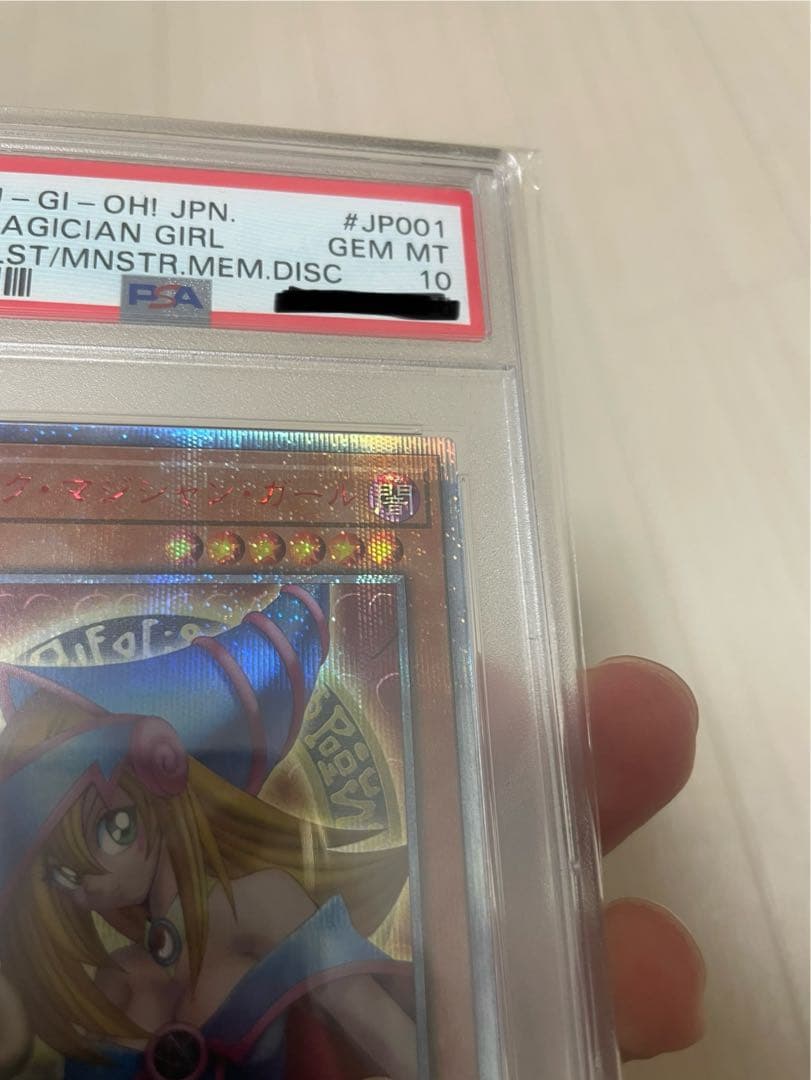 -GI-OH! JPN. #JP001
AGICIAN GIRL GEM MT
LST/MNSTR.MEM.DISC 10
PSA
ク・マジシャン・ガール 闇